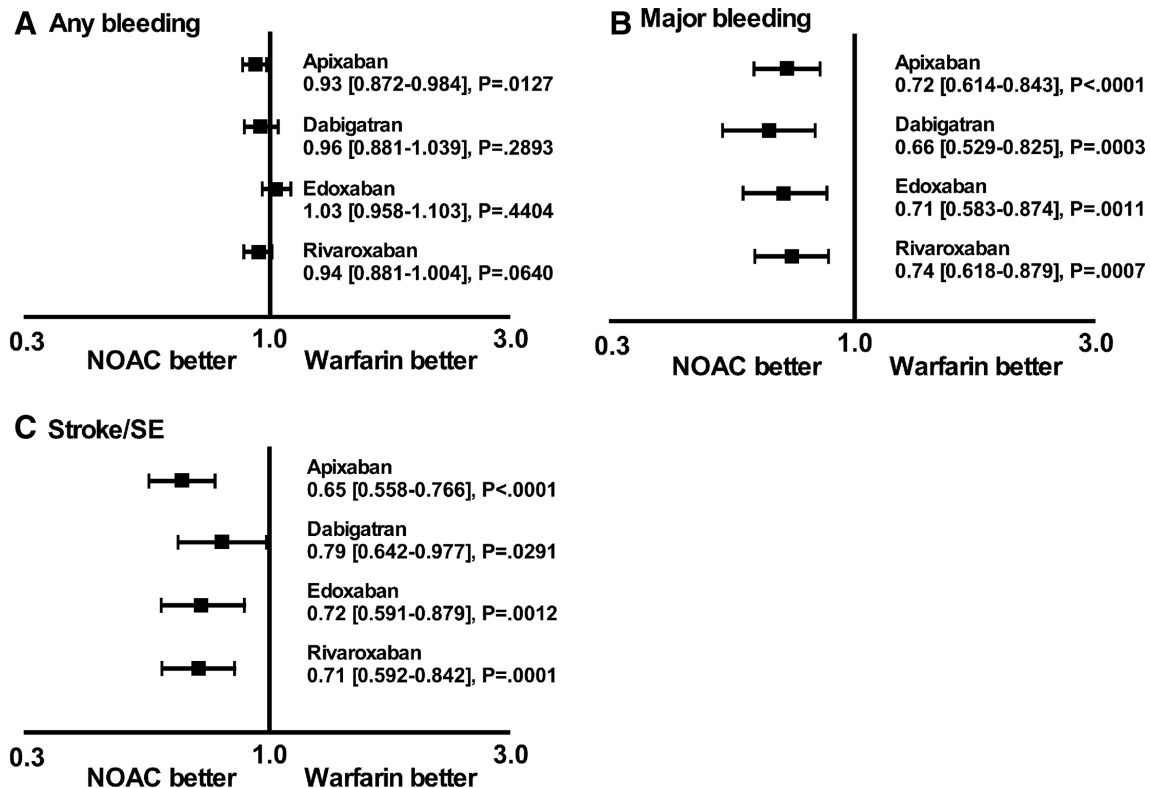 A Any bleeding
Apixaban
0.93 [0.872-0.984], P=.0127
Dabigatran
0.96 [0.881-1.039], P=.2893
Edoxaban
1.03 [0.958-1.103], P=.4404
Rivaroxaban
0.94 [0.881-1.004], P=.0640
0.3 1.0 3.0
NOAC better Warfarin better
B Major bleeding
Apixaban
0.72 [0.614-0.843], P<.0001
Dabigatran
0.66 [0.529-0.825], P=.0003
Edoxaban
0.71 [0.583-0.874], P=.0011
Rivaroxaban
0.74 [0.618-0.879], P=.0007
0.3 1.0 3.0
NOAC better Warfarin better
C Stroke/SE
Apixaban
0.65 [0.558-0.766], P<.0001
Dabigatran
0.79 [0.642-0.977], P=.0291
Edoxaban
0.72 [0.591-0.879], P=.0012
Rivaroxaban
0.71 [0.592-0.842], P=.0001
0.3 1.0 3.0
NOAC better Warfarin better